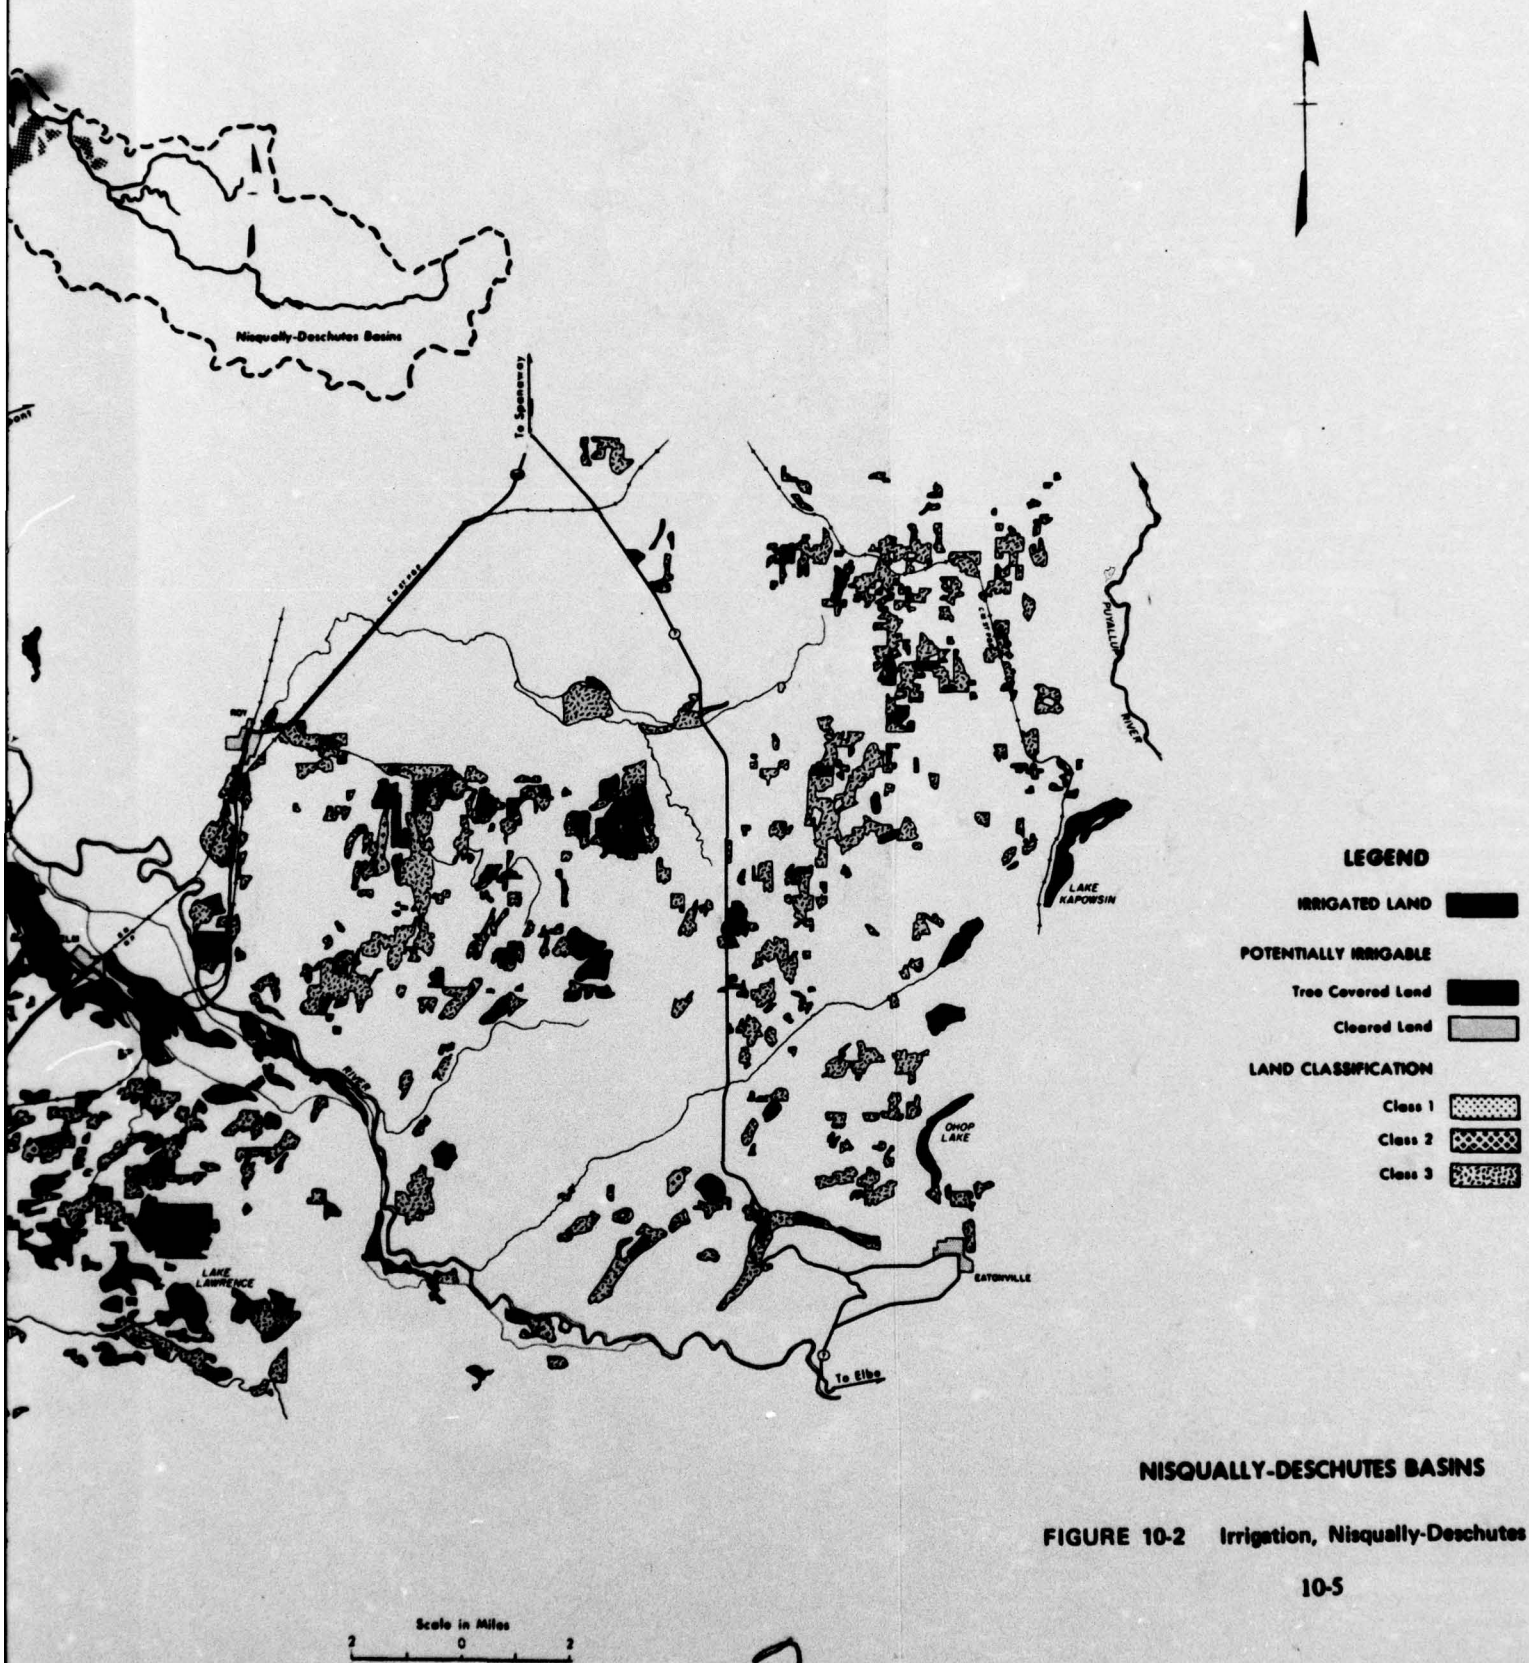 Nisqually-Deschutes Basins
To Spanaway
ROY
PUYALLUP
RIVER
LAKE
KAPOWSIN
LEGEND
IRRIGATED LAND
POTENTIALLY IRRIGABLE
Tree Covered Land
Cleared Land
LAND CLASSIFICATION
Class 1
Class 2
Class 3
RIVER
OHOP
LAKE
LAKE
LAWRENCE
EATONVILLE
To Elbe
NISQUALLY-DESCHUTES BASINS
FIGURE 10-2 Irrigation, Nisqually-Deschutes
10-5
Scale in Miles
2 0 2